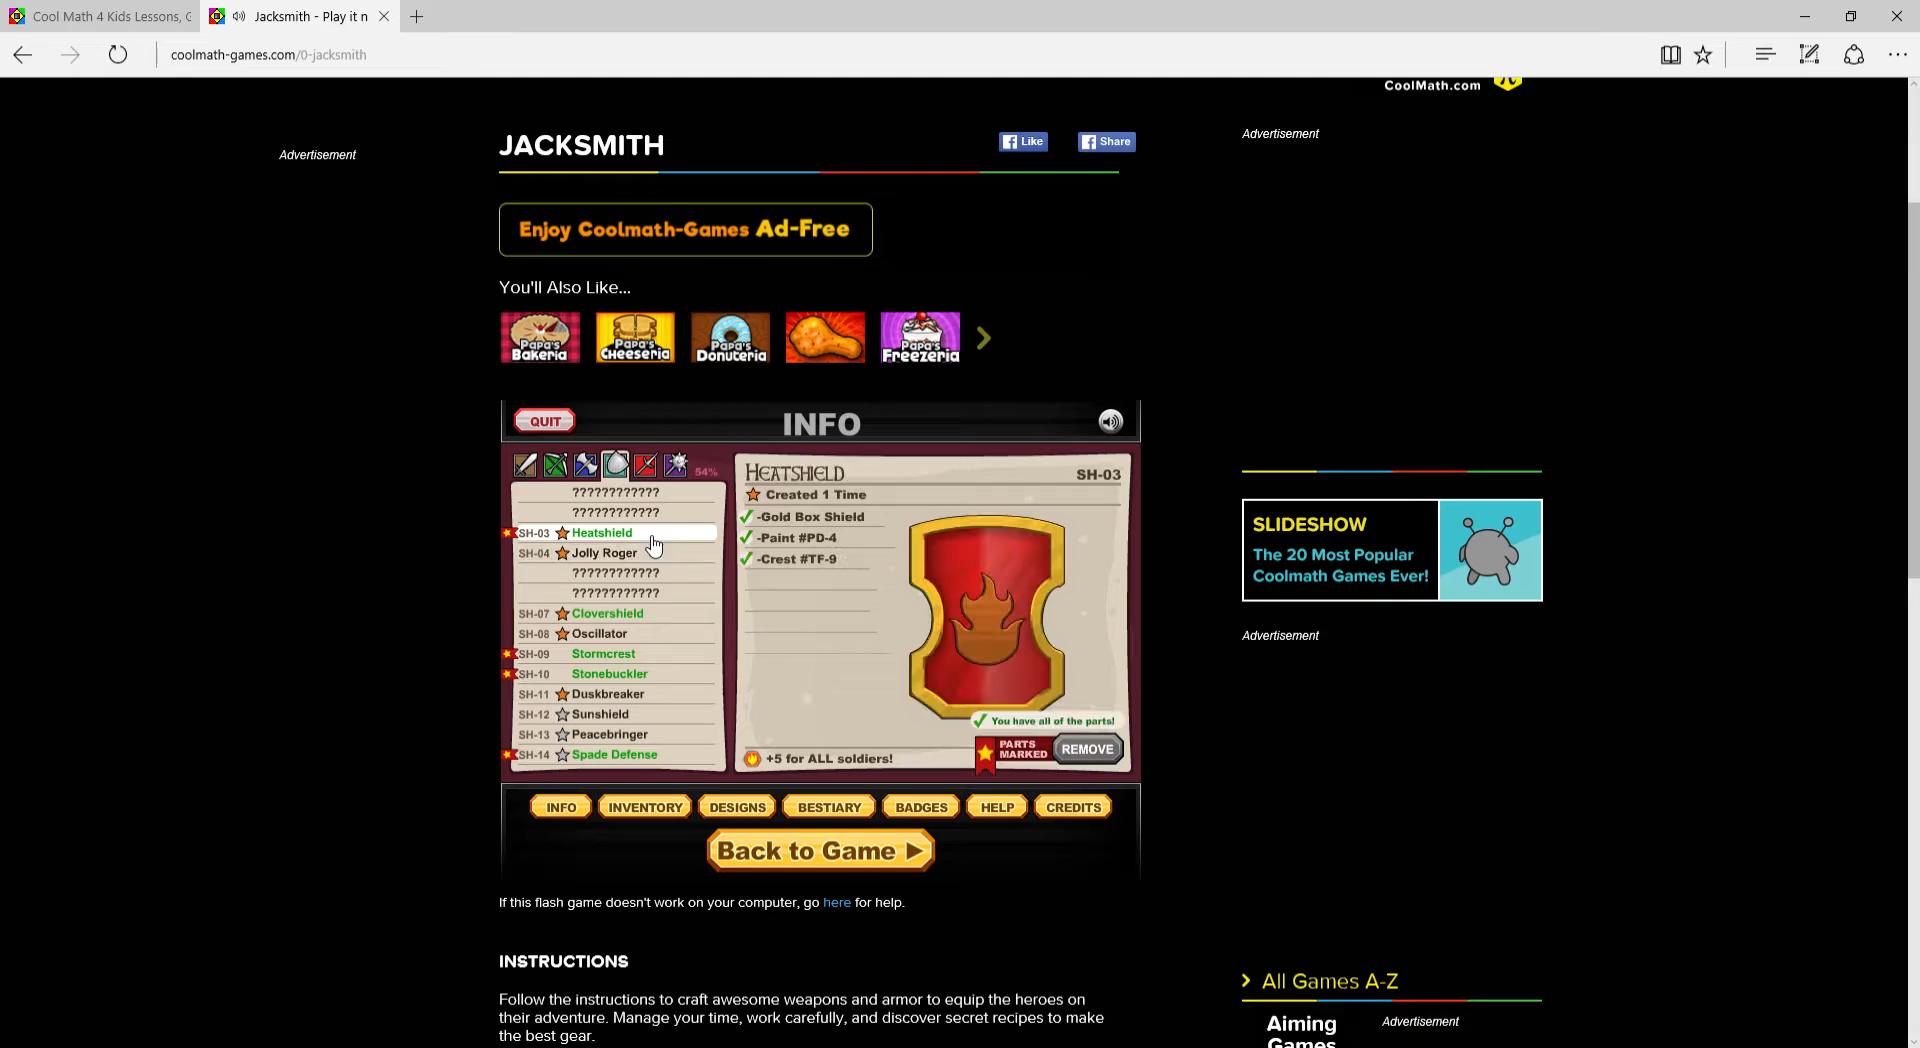 Cool Math 4 Kids Lessons, G
Jacksmith - Play it n
coolmath-games.com/0-jacksmith
CoolMath.com
JACKSMITH
Like
Share
Advertisement
Advertisement
Enjoy Coolmath-Games Ad-Free
You'll Also Like...
Papa's Bakeria
Papa's Cheeseria
Papa's Donuteria
Papa's Freezeria
QUIT
INFO
54%
????????????
????????????
SH-03 Heatshield
SH-04 Jolly Roger
????????????
????????????
SH-07 Clovershield
SH-08 Oscillator
SH-09 Stormcrest
SH-10 Stonebuckler
SH-11 Duskbreaker
SH-12 Sunshield
SH-13 Peacebringer
SH-14 Spade Defense
HEATSHIELD SH-03
Created 1 Time
-Gold Box Shield
-Paint #PD-4
-Crest #TF-9
You have all of the parts!
PARTS MARKED
REMOVE
+5 for ALL soldiers!
INFO INVENTORY DESIGNS BESTIARY BADGES HELP CREDITS
Back to Game
If this flash game doesn't work on your computer, go here for help.
INSTRUCTIONS
Follow the instructions to craft awesome weapons and armor to equip the heroes on
their adventure. Manage your time, work carefully, and discover secret recipes to make
the best gear.
SLIDESHOW
The 20 Most Popular
Coolmath Games Ever!
Advertisement
All Games A-Z
Aiming
Games
Advertisement